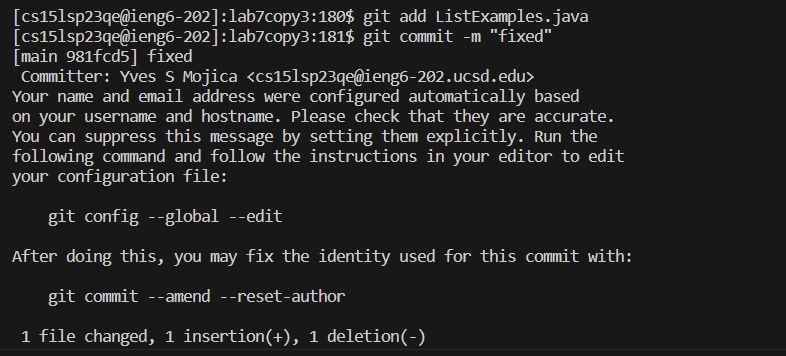 [cs15lsp23qe@ieng6-202]:lab7copy3:180$ git add ListExamples.java
[cs15lsp23qe@ieng6-202]:lab7copy3:181$ git commit -m "fixed"
[main 981fcd5] fixed
 Committer: Yves S Mojica <cs15lsp23qe@ieng6-202.ucsd.edu>
Your name and email address were configured automatically based
on your username and hostname. Please check that they are accurate.
You can suppress this message by setting them explicitly. Run the
following command and follow the instructions in your editor to edit
your configuration file:
    git config --global --edit
After doing this, you may fix the identity used for this commit with:
    git commit --amend --reset-author
 1 file changed, 1 insertion(+), 1 deletion(-)